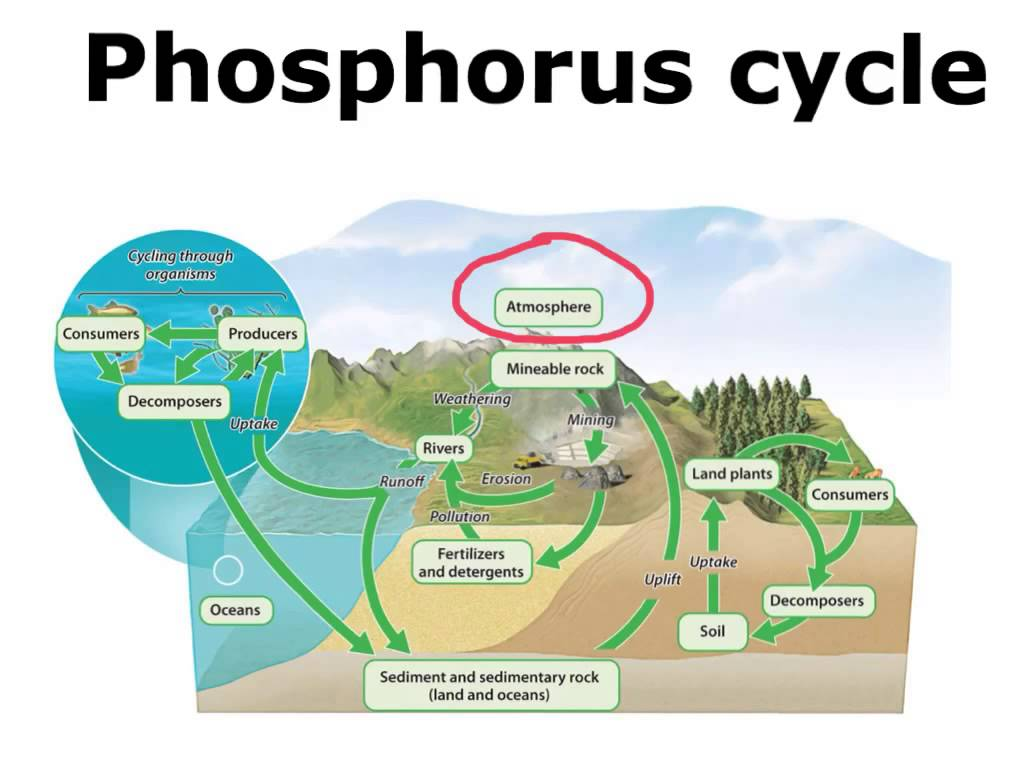 Phosphorus cycle
Cycling through
organisms
Consumers
Producers
Decomposers
Uptake
Atmosphere
Mineable rock
Weathering
Mining
Rivers
Runoff
Erosion
Pollution
Fertilizers
and detergents
Land plants
Consumers
Uptake
Uplift
Decomposers
Soil
Oceans
Sediment and sedimentary rock
(land and oceans)